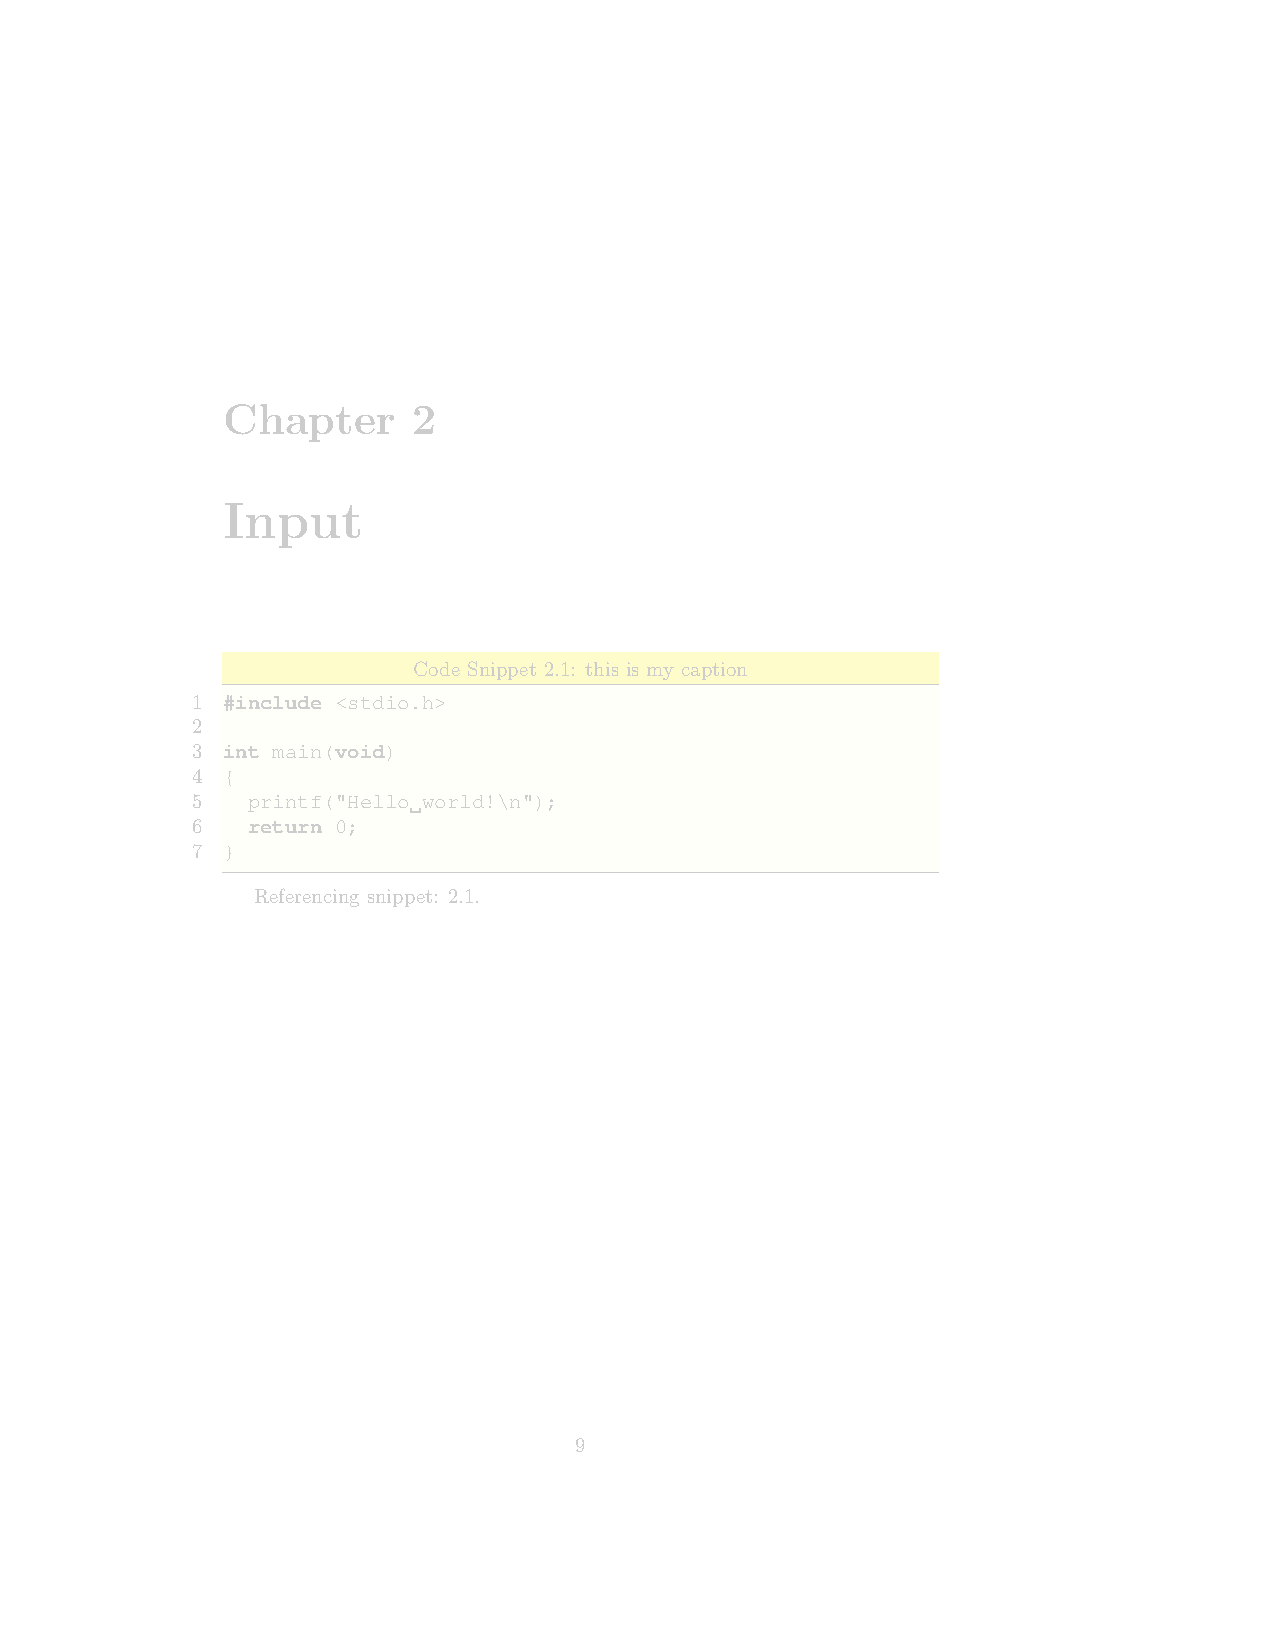 Chapter 2
Input
Code Snippet 2.1: this is my caption
1 #include <stdio.h>
2
3 int main(void)
4 {
5   printf("Hello␣world!\n");
6   return 0;
7 }
Referencing snippet: 2.1.
9